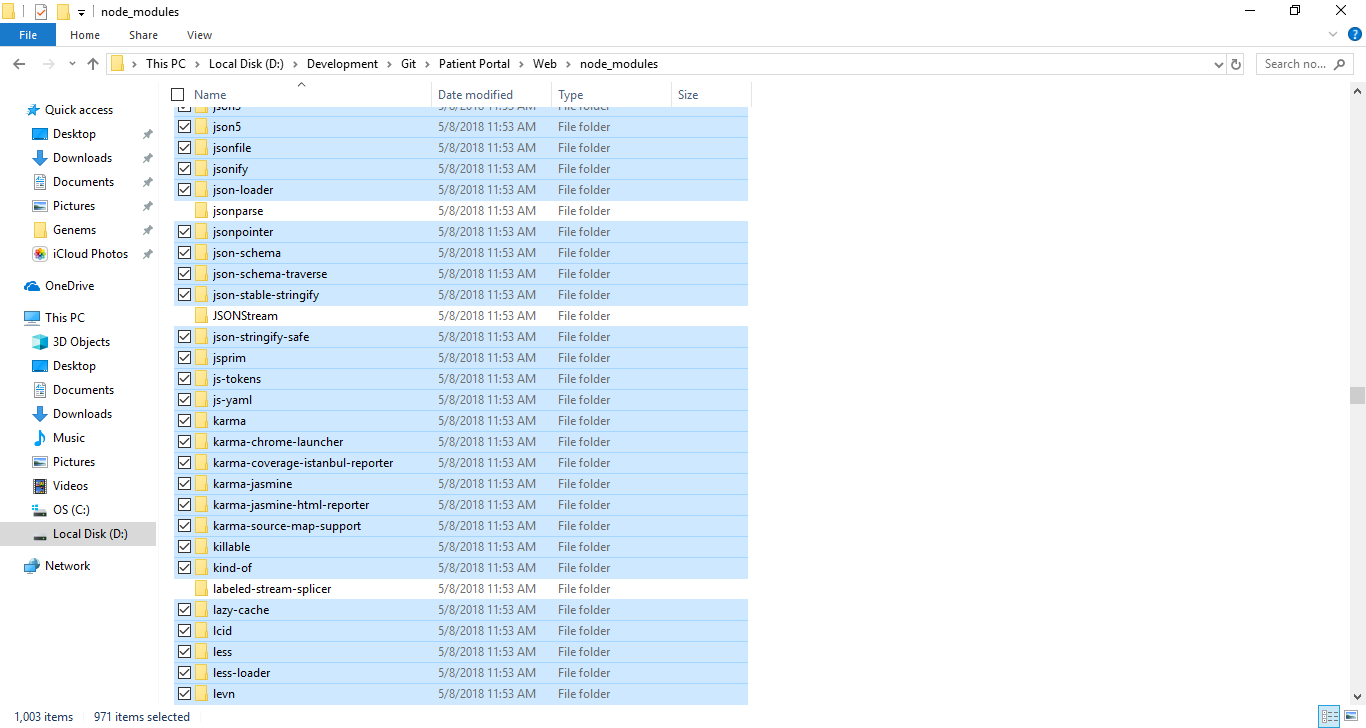 node_modules
File Home Share View
This PC Local Disk (D:) Development Git Patient Portal Web node_modules Search no...
Name Date modified Type Size
Quick access
Desktop
Downloads
Documents
Pictures
Genems
iCloud Photos
OneDrive
This PC
3D Objects
Desktop
Documents
Downloads
Music
Pictures
Videos
OS (C:)
Local Disk (D:)
Network
json3 5/8/2018 11:53 AM File folder
json5 5/8/2018 11:53 AM File folder
jsonfile 5/8/2018 11:53 AM File folder
jsonify 5/8/2018 11:53 AM File folder
json-loader 5/8/2018 11:53 AM File folder
jsonparse 5/8/2018 11:53 AM File folder
jsonpointer 5/8/2018 11:53 AM File folder
json-schema 5/8/2018 11:53 AM File folder
json-schema-traverse 5/8/2018 11:53 AM File folder
json-stable-stringify 5/8/2018 11:53 AM File folder
JSONStream 5/8/2018 11:53 AM File folder
json-stringify-safe 5/8/2018 11:53 AM File folder
jsprim 5/8/2018 11:53 AM File folder
js-tokens 5/8/2018 11:53 AM File folder
js-yaml 5/8/2018 11:53 AM File folder
karma 5/8/2018 11:53 AM File folder
karma-chrome-launcher 5/8/2018 11:53 AM File folder
karma-coverage-istanbul-reporter 5/8/2018 11:53 AM File folder
karma-jasmine 5/8/2018 11:53 AM File folder
karma-jasmine-html-reporter 5/8/2018 11:53 AM File folder
karma-source-map-support 5/8/2018 11:53 AM File folder
killable 5/8/2018 11:53 AM File folder
kind-of 5/8/2018 11:53 AM File folder
labeled-stream-splicer 5/8/2018 11:53 AM File folder
lazy-cache 5/8/2018 11:53 AM File folder
lcid 5/8/2018 11:53 AM File folder
less 5/8/2018 11:53 AM File folder
less-loader 5/8/2018 11:53 AM File folder
levn 5/8/2018 11:53 AM File folder
1,003 items 971 items selected